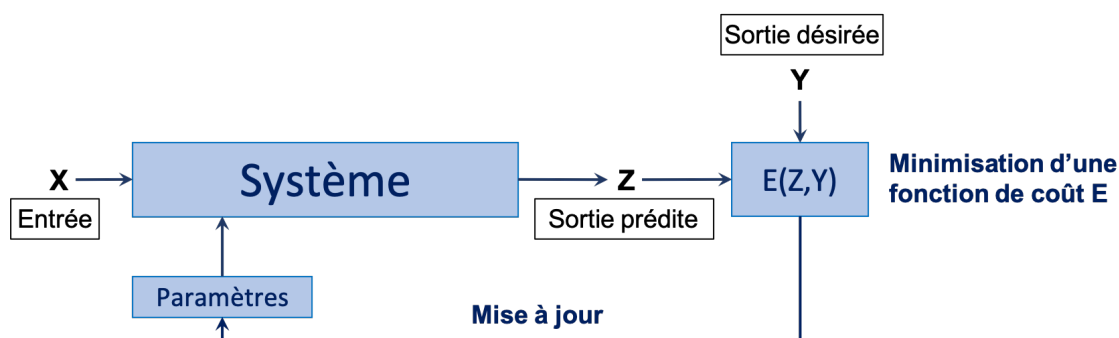 Sortie désirée
Y
X
Système
Z
E(Z,Y)
Minimisation d’une
fonction de coût E
Entrée
Sortie prédite
Paramètres
Mise à jour